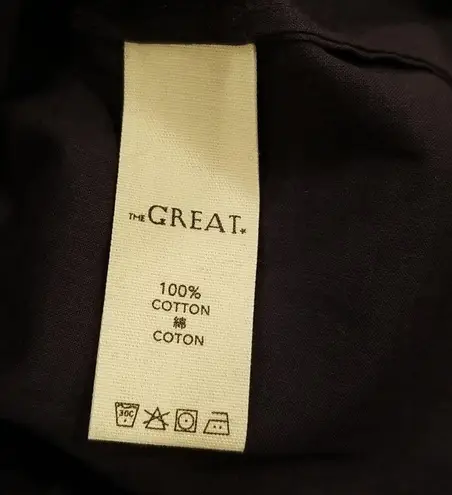 THE GREAT.
100%
COTTON
綿
COTON
30C